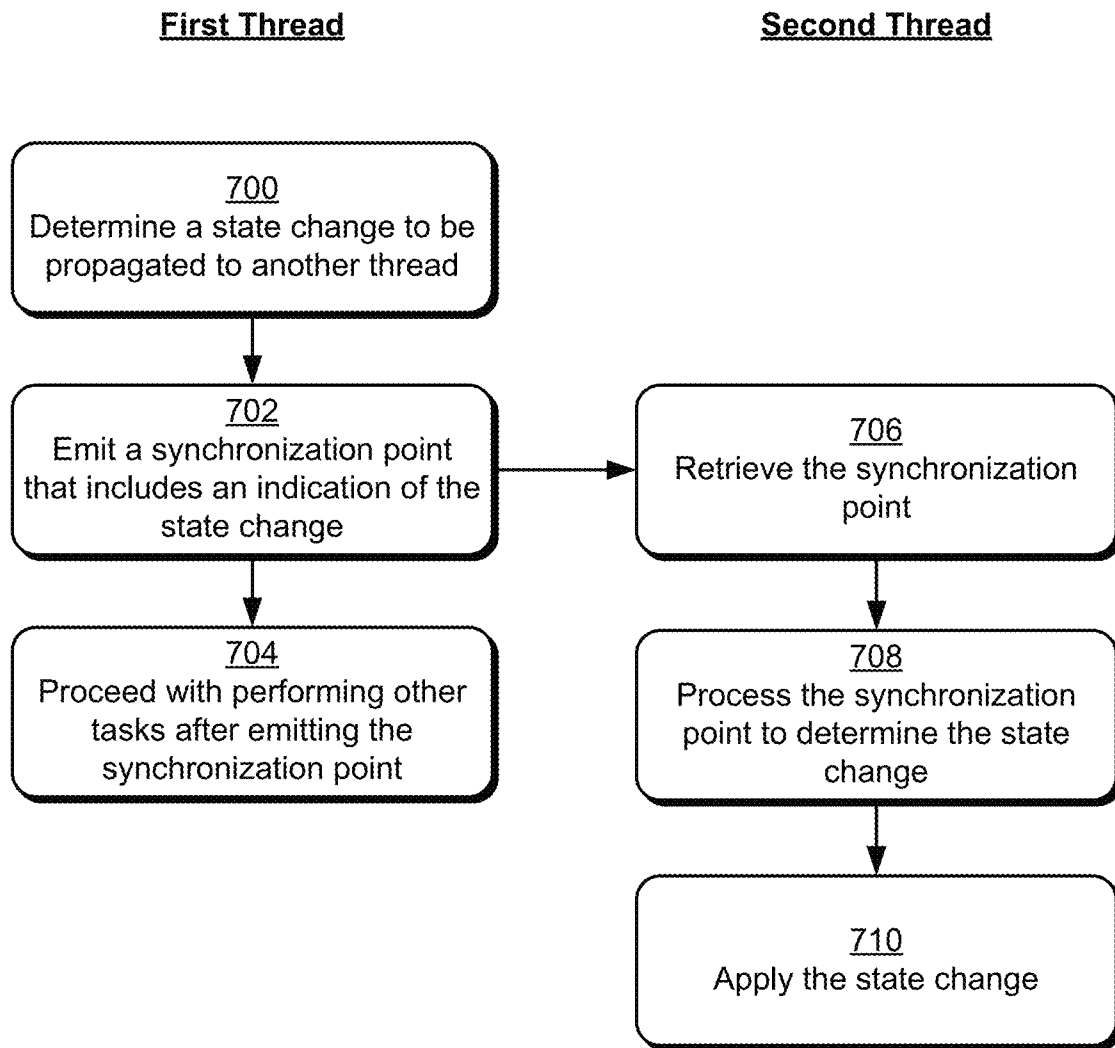 First Thread
Second Thread
700
Determine a state change to be
propagated to another thread
702
Emit a synchronization point
that includes an indication of the
state change
704
Proceed with performing other
tasks after emitting the
synchronization point
706
Retrieve the synchronization
point
708
Process the synchronization
point to determine the state
change
710
Apply the state change